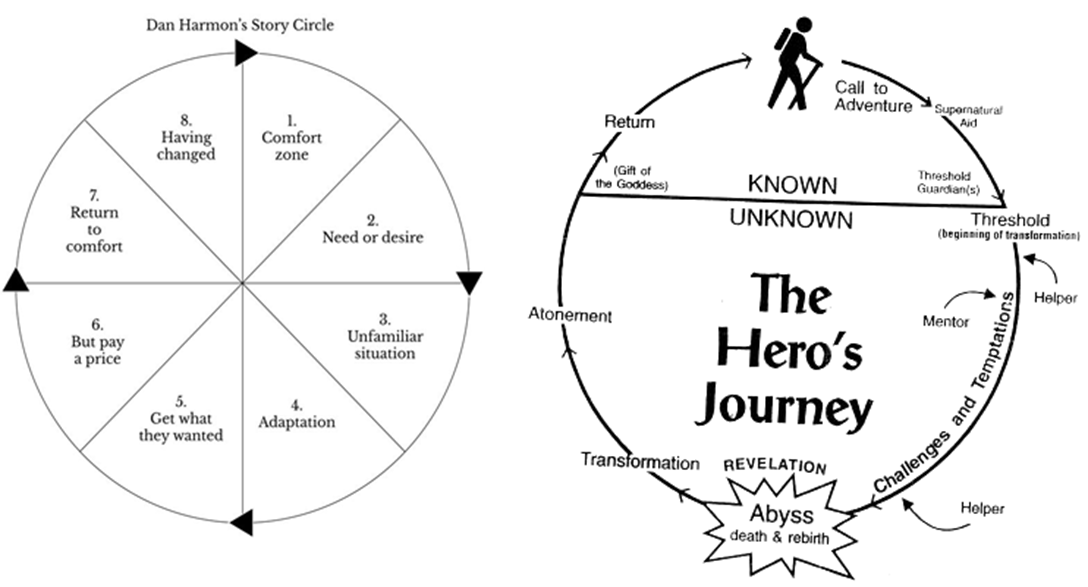 Dan Harmon's Story Circle
1.
Comfort
zone
2.
Need or desire
3.
Unfamiliar
situation
4.
Adaptation
5.
Get what
they wanted
6.
But pay
a price
7.
Return
to
comfort
8.
Having
changed
Call to
Adventure
Supernatural
Aid
Threshold
Guardian(s)
KNOWN
UNKNOWN
Threshold
(beginning of transformation)
Helper
Mentor
Challenges and Temptations
Helper
REVELATION
Abyss
death & rebirth
Transformation
Atonement
(Gift of
the Goddess)
Return
The
Hero's
Journey